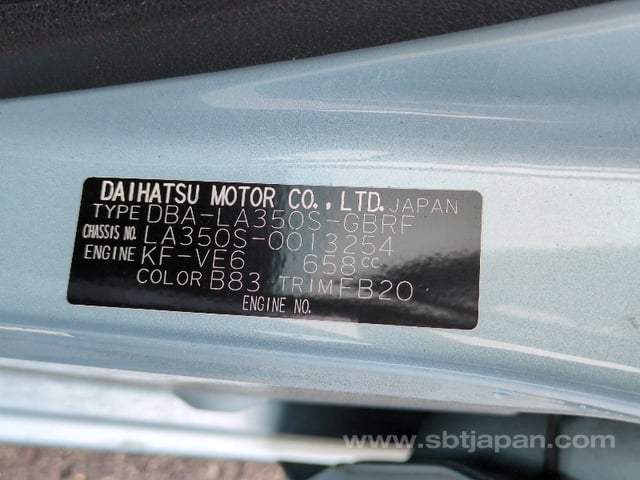 DAIHATSU MOTOR CO., LTD. JAPAN
TYPE DBA-LA350S-GBRF
CHASSIS NO. LA350S-0013254
ENGINE KF-VE6 658cc
COLOR B83 TRIM FB20
ENGINE NO.
www.sbtjapan.com